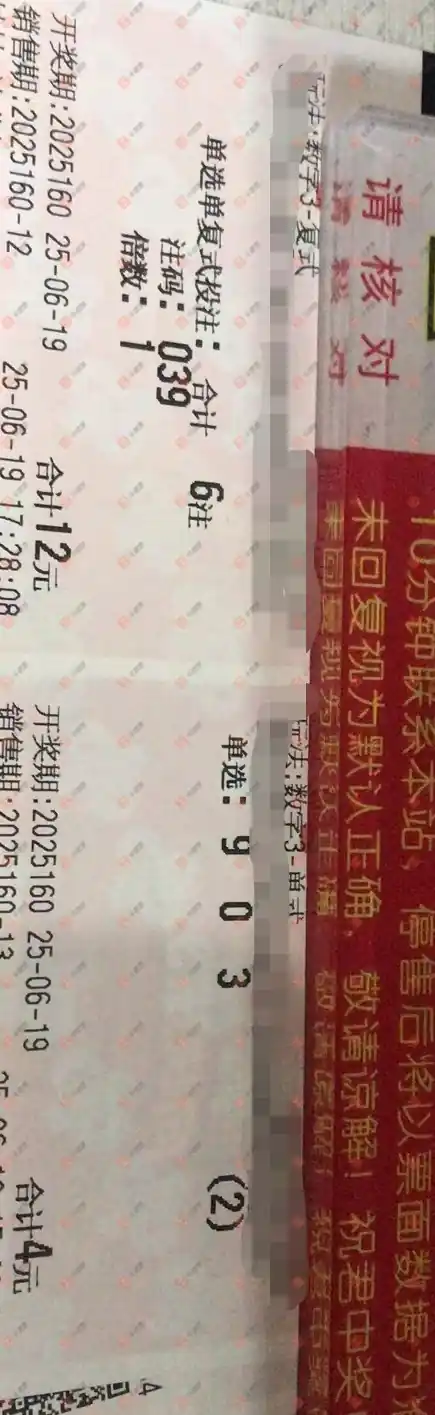 请核对
10分钟联系本站,停售后将以票面数据为
未回复视为默认正确,敬请谅解!祝君中奖
玩法:数字3-复式
单选单复式投注: 合计 6注
注码: 039
倍数: 1
合计12元
开奖期:2025160 25-06-19
销售期:2025160-12 25-06-19 17:28:08
玩法:数字3-单式
单选: 9 0 3 (2)
合计4元
开奖期:2025160 25-06-19
销售期:2025160-13